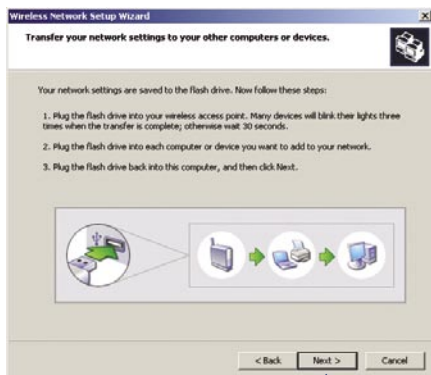 Wireless Network Setup Wizard
Transfer your network settings to your other computers or devices.
Your network settings are saved to the flash drive. Now follow these steps:
1. Plug the flash drive into your wireless access point. Many devices will blink their lights three
times when the transfer is complete; otherwise wait 30 seconds.
2. Plug the flash drive into each computer or device you want to add to your network.
3. Plug the flash drive back into this computer, and then click Next.
< Back Next > Cancel